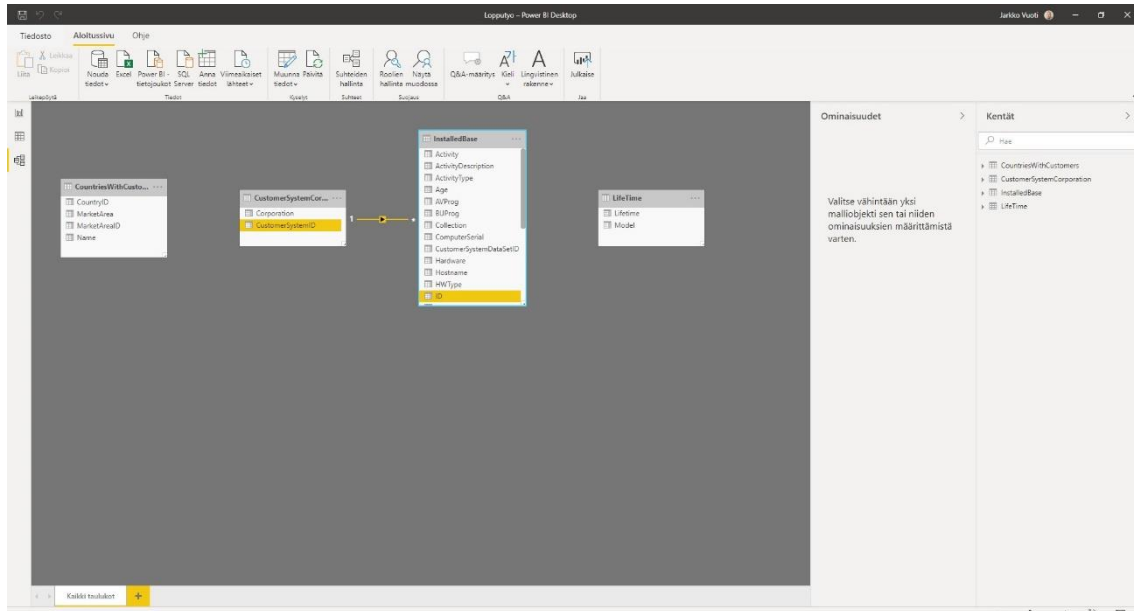 Lopputyo – Power BI Desktop
Jarkko Vuoti
Tiedosto
Aloitussivu
Ohje
Liitä
Leikkaa
Kopioi
Nouda tiedot
Excel
Power BI -tietojoukot
SQL Server
Anna tiedot
Viimeaikaiset lähteet
Muunna tiedot
Päivitä
Suhteiden hallinta
Roolien hallinta
Näytä muodossa
Q&A-määritys
Kieli
Lingvistinen rakenne
Julkaise
Leikepöytä
Tiedot
Kyselyt
Suhteet
Suojaus
Q&A
Jaa
CountriesWithCusto...
CountryID
MarketArea
MarketAreaID
Name
CustomerSystemCor...
Corporation
CustomerSystemID
1
InstalledBase
Activity
ActivityDescription
ActivityType
Age
AVProg
BUProg
Collection
ComputerSerial
CustomerSystemDataSetID
Hardware
Hostname
HWType
ID
LifeTime
Lifetime
Model
Ominaisuudet
Valitse vähintään yksi
malliobjekti sen tai niiden
ominaisuuksien määrittämistä
varten.
Kentät
Hae
CountriesWithCustomers
CustomerSystemCorporation
InstalledBase
LifeTime
Kaikki taulukot